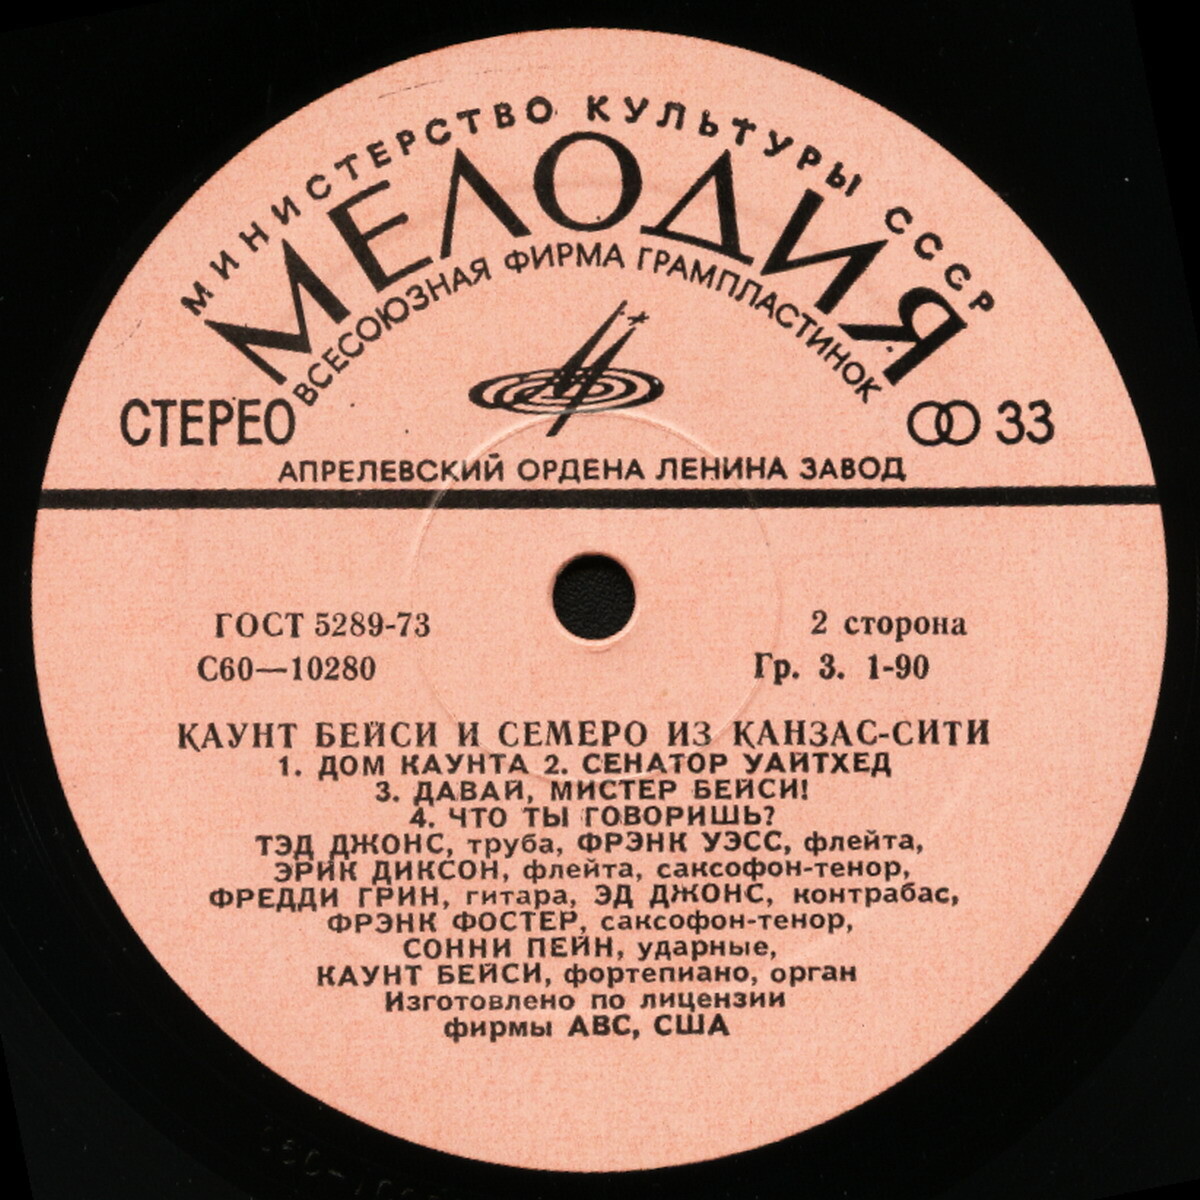 МИНИСТЕРСТВО КУЛЬТУРЫ СССР
МЕЛОДИЯ
ВСЕСОЮЗНАЯ ФИРМА ГРАМПЛАСТИНОК
СТЕРЕО
33
АПРЕЛЕВСКИЙ ОРДЕНА ЛЕНИНА ЗАВОД
ГОСТ 5289-73
2 сторона
С60—10280
Гр. 3. 1-90
КАУНТ БЕЙСИ И СЕМЕРО ИЗ КАНЗАС-СИТИ
1. ДОМ КАУНТА 2. СЕНАТОР УАЙТХЕД
3. ДАВАЙ, МИСТЕР БЕЙСИ!
4. ЧТО ТЫ ГОВОРИШЬ?
ТЭД ДЖОНС, труба, ФРЭНК УЭСС, флейта,
ЭРИК ДИКСОН, флейта, саксофон-тенор,
ФРЕДДИ ГРИН, гитара, ЭД ДЖОНС, контрабас,
ФРЭНК ФОСТЕР, саксофон-тенор,
СОННИ ПЕЙН, ударные,
КАУНТ БЕЙСИ, фортепиано, орган
Изготовлено по лицензии
фирмы АВС, США